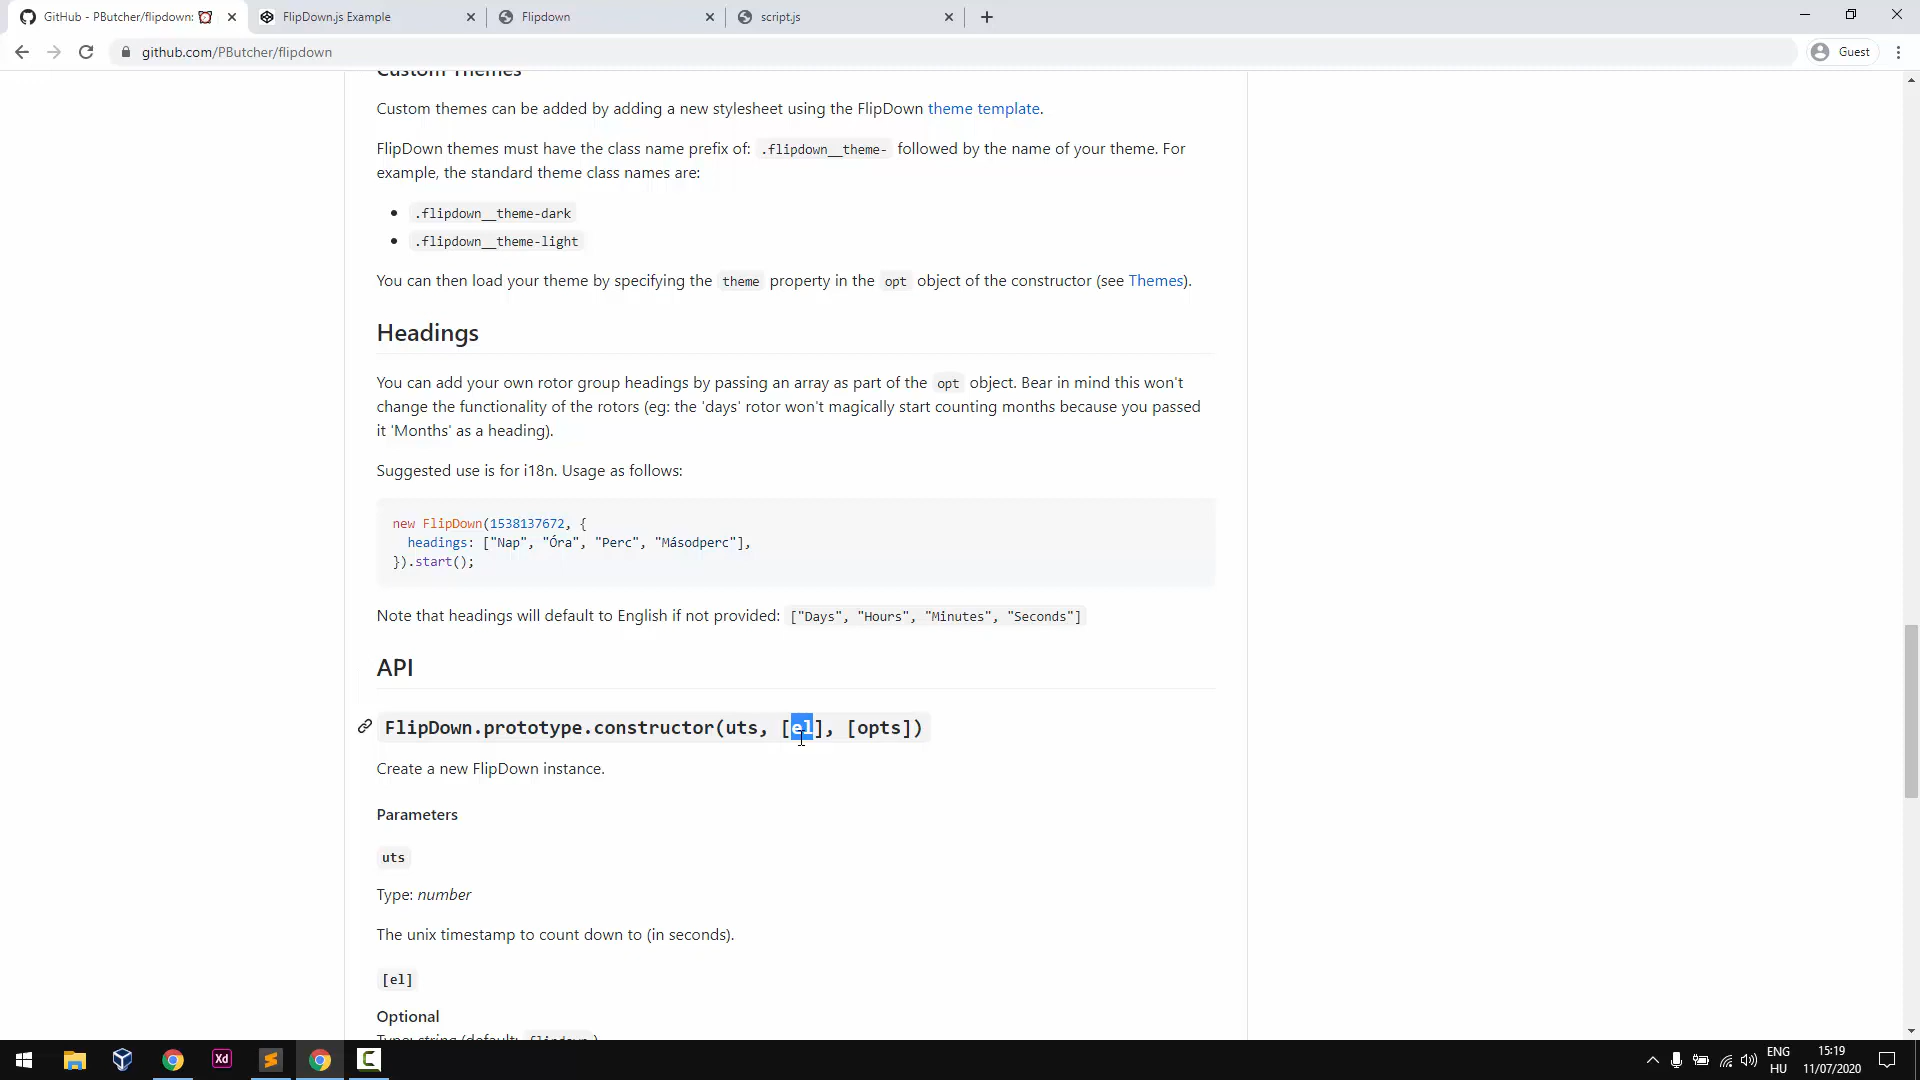 GitHub - PButcher/flipdown:
FlipDown.js Example
Flipdown
script.js
github.com/PButcher/flipdown
Guest
Custom Themes
Custom themes can be added by adding a new stylesheet using the FlipDown theme template.
FlipDown themes must have the class name prefix of: .flipdown__theme- followed by the name of your theme. For
example, the standard theme class names are:
.flipdown__theme-dark
.flipdown__theme-light
You can then load your theme by specifying the theme property in the opt object of the constructor (see Themes).
Headings
You can add your own rotor group headings by passing an array as part of the opt object. Bear in mind this won't
change the functionality of the rotors (eg: the 'days' rotor won't magically start counting months because you passed
it 'Months' as a heading).
Suggested use is for i18n. Usage as follows:
new FlipDown(1538137672, {
headings: ["Nap", "Óra", "Perc", "Másodperc"],
}).start();
Note that headings will default to English if not provided: ["Days", "Hours", "Minutes", "Seconds"]
API
FlipDown.prototype.constructor(uts, [el], [opts])
Create a new FlipDown instance.
Parameters
uts
Type: number
The unix timestamp to count down to (in seconds).
[el]
Optional
Type: string (default: flipdown)
Xd
ENG
HU
15:19
11/07/2020